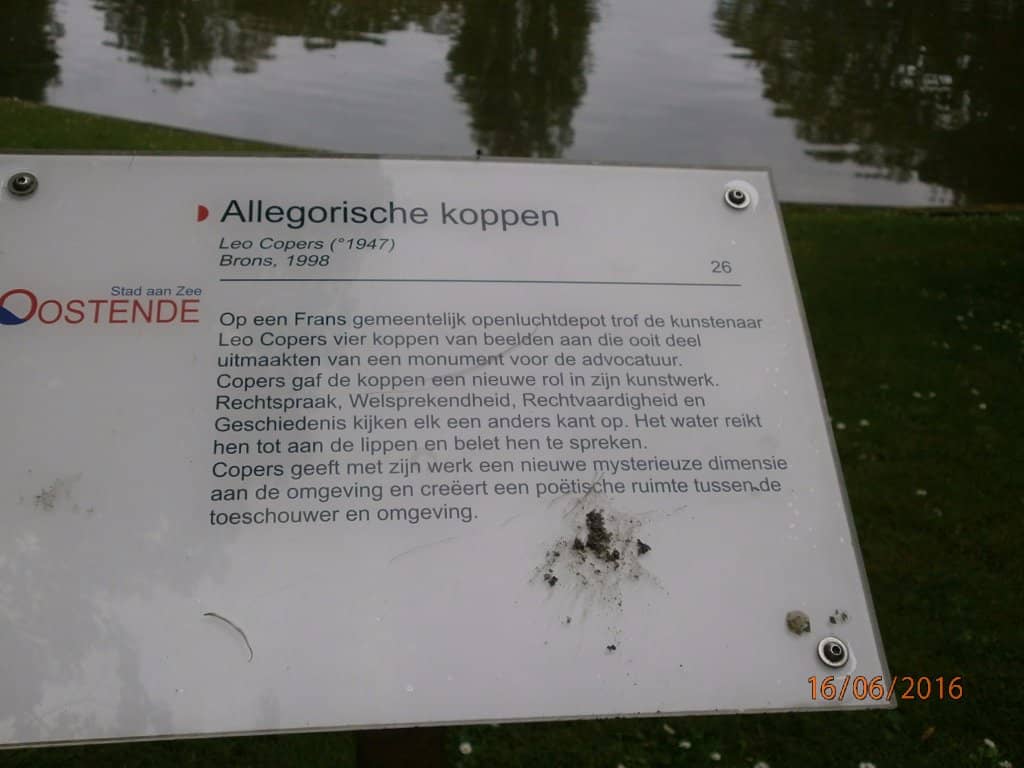 Allegorische koppen
Leo Copers (°1947)
Brons, 1998
26
Stad aan Zee
OOSTENDE
Op een Frans gemeentelijk openluchtdepot trof de kunstenaar
Leo Copers vier koppen van beelden aan die ooit deel
uitmaakten van een monument voor de advocatuur.
Copers gaf de koppen een nieuwe rol in zijn kunstwerk.
Rechtspraak, Welsprekendheid, Rechtvaardigheid en
Geschiedenis kijken elk een anders kant op. Het water reikt
hen tot aan de lippen en belet hen te spreken.
Copers geeft met zijn werk een nieuwe mysterieuze dimensie
aan de omgeving en creëert een poëtische ruimte tussen de
toeschouwer en omgeving.
16/06/2016